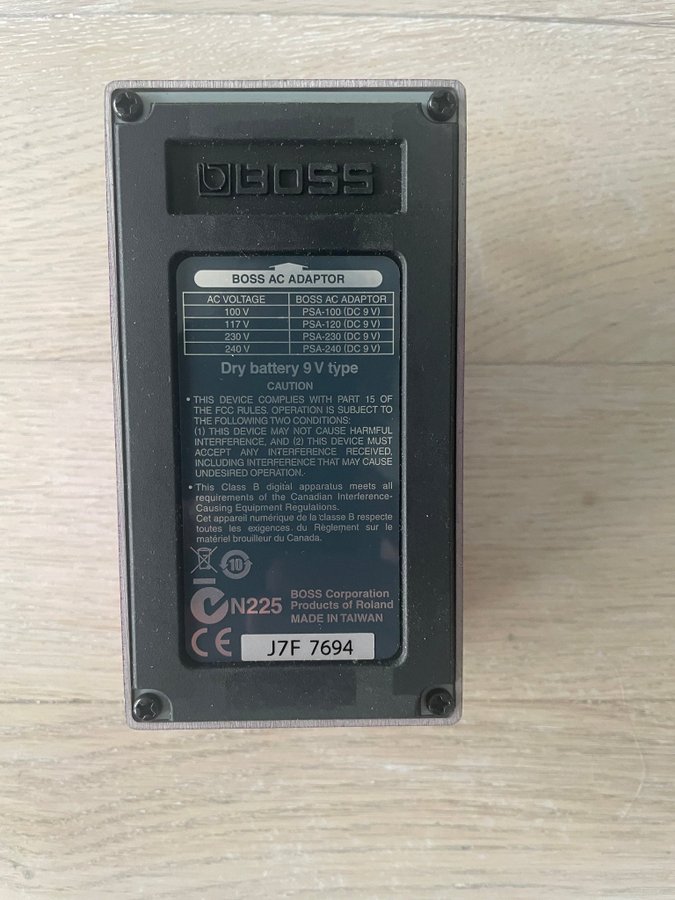 BOSS
BOSS AC ADAPTOR
AC VOLTAGE BOSS AC ADAPTOR
100 V PSA-100 (DC 9 V)
117 V PSA-120 (DC 9 V)
230 V PSA-230 (DC 9 V)
240 V PSA-240 (DC 9 V)
Dry battery 9 V type
CAUTION
• THIS DEVICE COMPLIES WITH PART 15 OF
THE FCC RULES. OPERATION IS SUBJECT TO
THE FOLLOWING TWO CONDITIONS:
(1) THIS DEVICE MAY NOT CAUSE HARMFUL
INTERFERENCE, AND (2) THIS DEVICE MUST
ACCEPT ANY INTERFERENCE RECEIVED,
INCLUDING INTERFERENCE THAT MAY CAUSE
UNDESIRED OPERATION.
• This Class B digital apparatus meets all
requirements of the Canadian Interference-
Causing Equipment Regulations.
Cet appareil numérique de la classe B respecte
toutes les exigences du Règlement sur le
matériel brouilleur du Canada.
10
N225
BOSS Corporation
Products of Roland
MADE IN TAIWAN
CE
J7F 7694